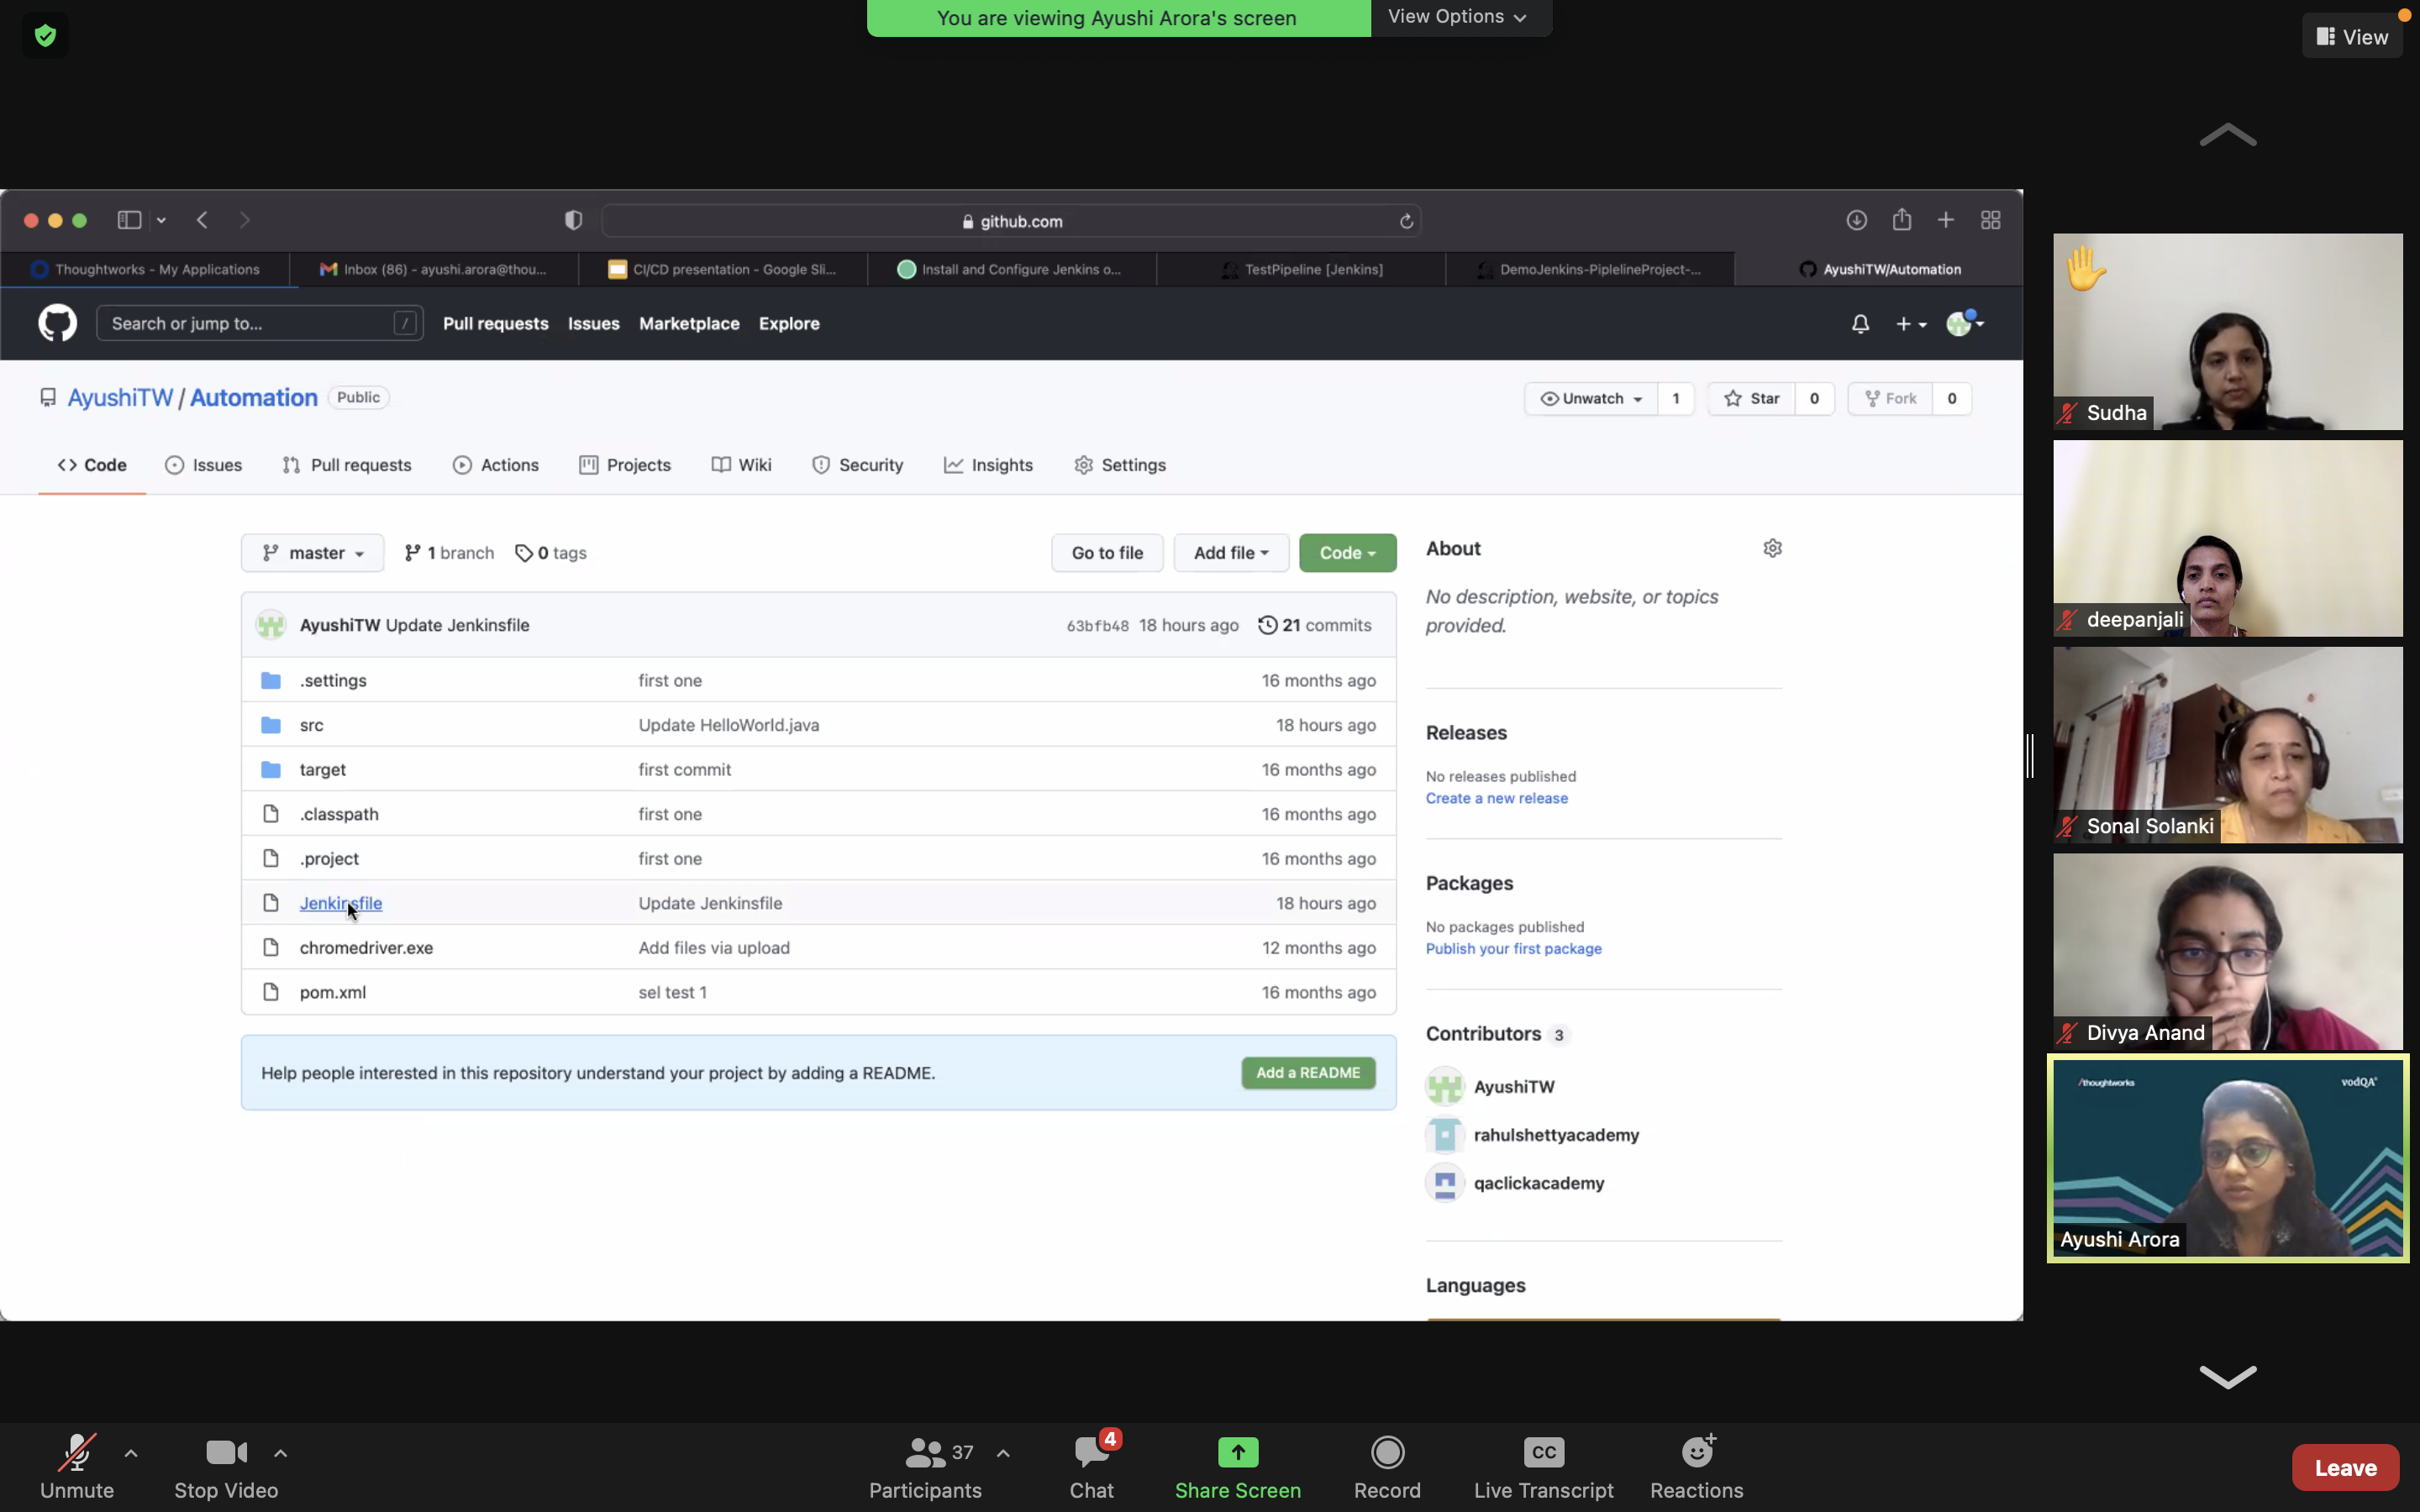 You are viewing Ayushi Arora's screen
View Options
View
github.com
Thoughtworks - My Applications
Inbox (86) - ayushi.arora@thou...
CI/CD presentation - Google Sli...
Install and Configure Jenkins o...
TestPipeline [Jenkins]
DemoJenkins-PiplelineProject-...
AyushiTW/Automation
Search or jump to... /
Pull requests
Issues
Marketplace
Explore
AyushiTW / Automation Public
Unwatch 1
Star 0
Fork 0
Code
Issues
Pull requests
Actions
Projects
Wiki
Security
Insights
Settings
master
1 branch
0 tags
Go to file
Add file
Code
AyushiTW Update Jenkinsfile 63bfb48 18 hours ago 21 commits
.settings first one 16 months ago
src Update HelloWorld.java 18 hours ago
target first commit 16 months ago
.classpath first one 16 months ago
.project first one 16 months ago
Jenkinsfile Update Jenkinsfile 18 hours ago
chromedriver.exe Add files via upload 12 months ago
pom.xml sel test 1 16 months ago
Help people interested in this repository understand your project by adding a README.
Add a README
About
No description, website, or topics
provided.
Releases
No releases published
Create a new release
Packages
No packages published
Publish your first package
Contributors 3
AyushiTW
rahulshettyacademy
qaclickacademy
Languages
Sudha
deepanjali
Sonal Solanki
Divya Anand
/thoughtworks
vodQA
Ayushi Arora
Unmute
Stop Video
37
Participants
4
Chat
Share Screen
Record
CC
Live Transcript
Reactions
Leave